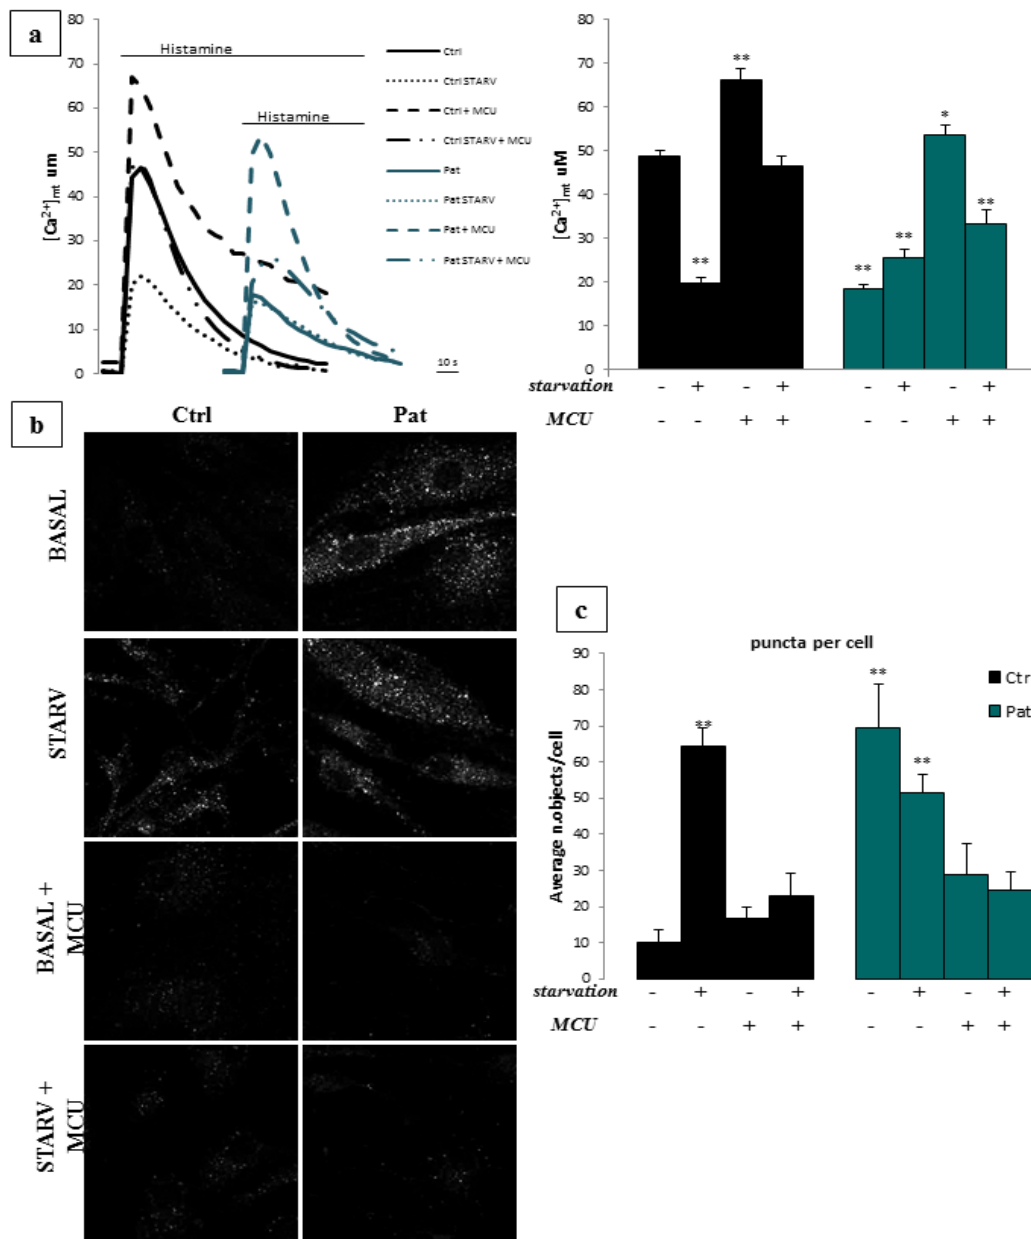 a
80
70
60
50
40
30
20
10
0
[Ca2+]mt um
Histamine
Histamine
Ctrl
Ctrl STARV
Ctrl + MCU
Ctrl STARV + MCU
Pat
Pat STARV
Pat + MCU
Pat STARV + MCU
10 s
80
70
60
50
40
30
20
10
0
[Ca2+]mt uM
** ** * ** ** **
starvation - + - + - + - +
MCU - - + + - - + +
b
Ctrl Pat
BASAL
STARV
BASAL + MCU
STARV + MCU
c
puncta per cell
90
80
70
60
50
40
30
20
10
0
Average n.objects/cell
** ** **
Ctr
Pat
starvation - + - + - + - +
MCU - - + + - - + +